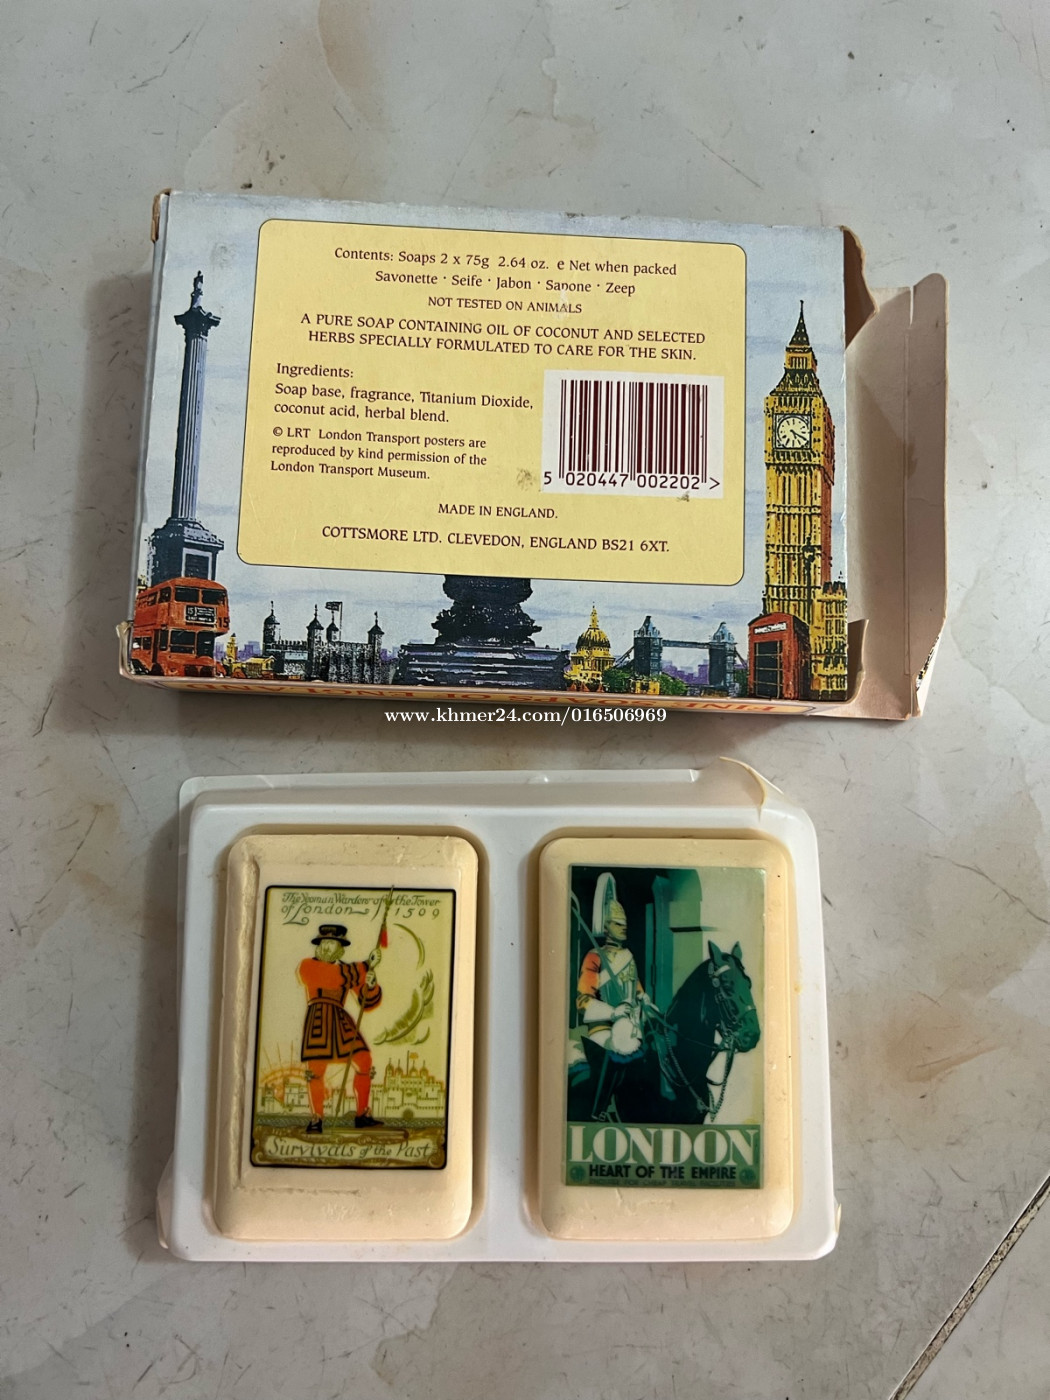 Contents: Soaps 2 x 75g 2.64 oz. e Net when packed
Savonette · Seife · Jabon · Sapone · Zeep
NOT TESTED ON ANIMALS
A PURE SOAP CONTAINING OIL OF COCONUT AND SELECTED
HERBS SPECIALLY FORMULATED TO CARE FOR THE SKIN.
Ingredients:
Soap base, fragrance, Titanium Dioxide,
coconut acid, herbal blend.
© LRT London Transport posters are
reproduced by kind permission of the
London Transport Museum.
5 020447 002202 >
MADE IN ENGLAND.
COTTSMORE LTD. CLEVEDON, ENGLAND BS21 6XT.
FINE SOAPS OF ENGLAND
www.khmer24.com/016506969
The Yeoman Warders of the Tower
of London 1509
Survivals of the Past
LONDON
HEART OF THE EMPIRE